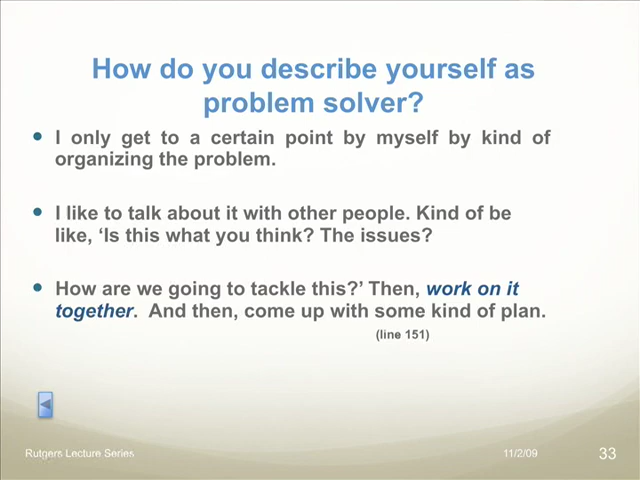 How do you describe yourself as
problem solver?
I only get to a certain point by myself by kind of
organizing the problem.
I like to talk about it with other people. Kind of be
like, ‘Is this what you think? The issues?
How are we going to tackle this?’ Then, work on it
together.  And then, come up with some kind of plan.
(line 151)
Rutgers Lecture Series
11/2/09
33